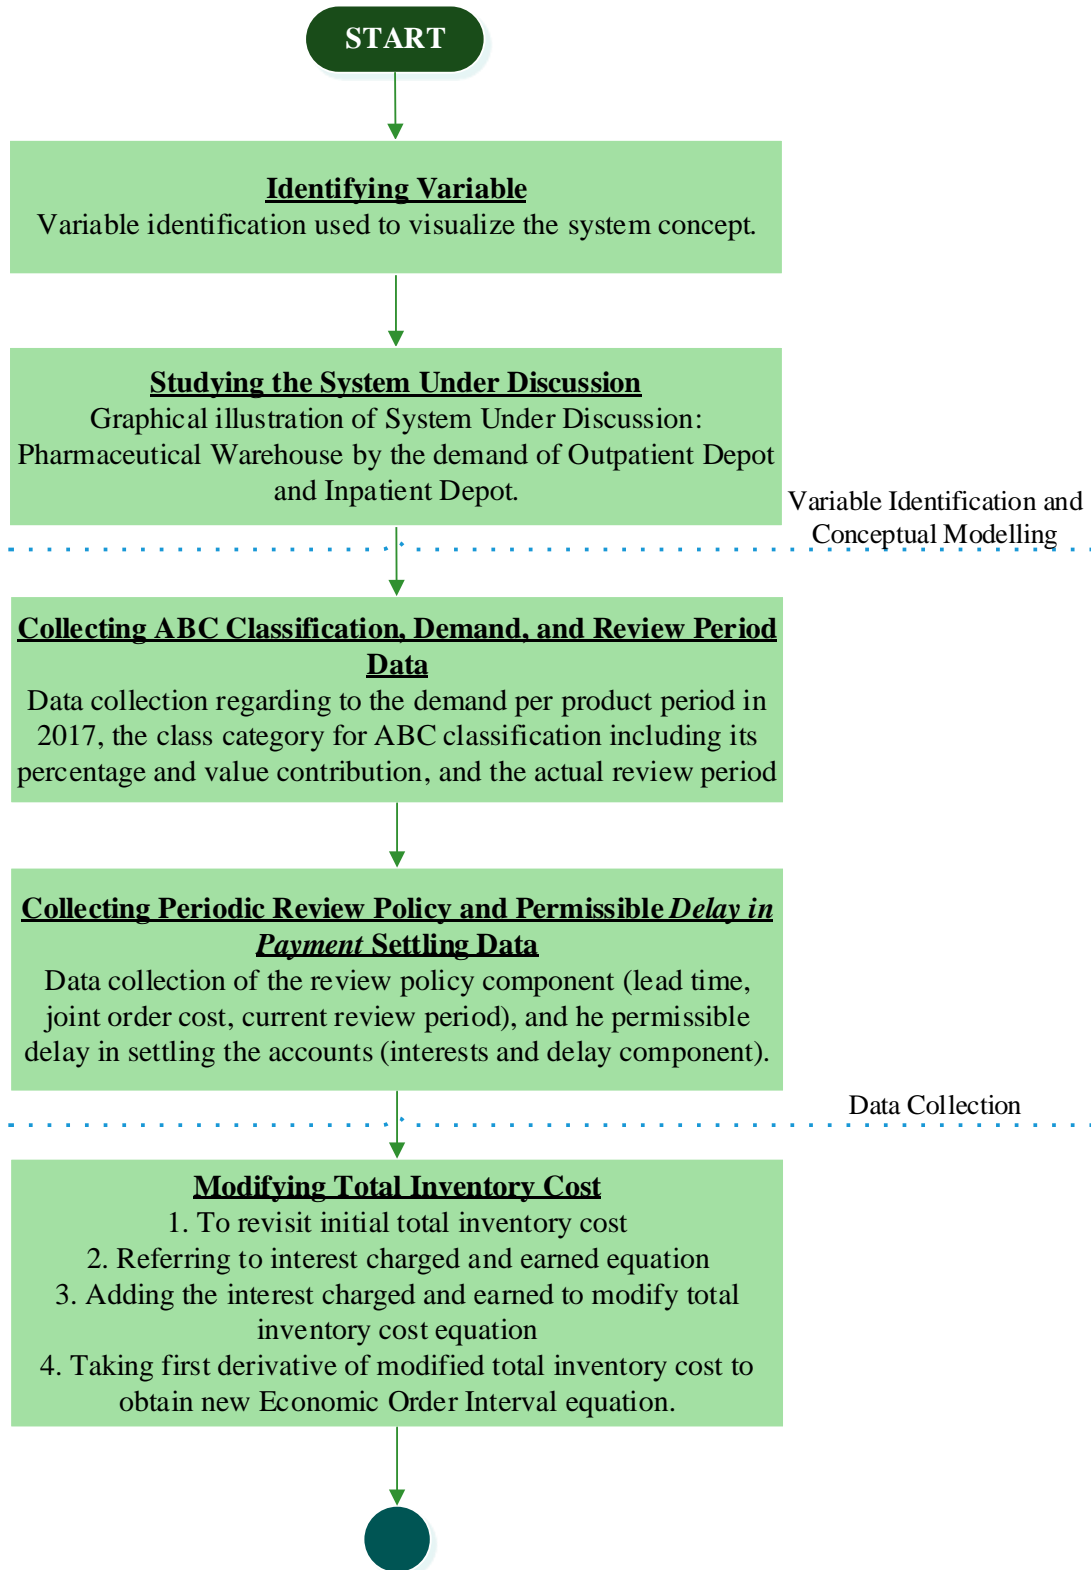 START
Identifying Variable
Variable identification used to visualize the system concept.
Studying the System Under Discussion
Graphical illustration of System Under Discussion:
Pharmaceutical Warehouse by the demand of Outpatient Depot
and Inpatient Depot.
Variable Identification and
Conceptual Modelling
Collecting ABC Classification, Demand, and Review Period
Data
Data collection regarding to the demand per product period in
2017, the class category for ABC classification including its
percentage and value contribution, and the actual review period
Collecting Periodic Review Policy and Permissible Delay in
Payment Settling Data
Data collection of the review policy component (lead time,
joint order cost, current review period), and he permissible
delay in settling the accounts (interests and delay component).
Data Collection
Modifying Total Inventory Cost
1. To revisit initial total inventory cost
2. Referring to interest charged and earned equation
3. Adding the interest charged and earned to modify total
inventory cost equation
4. Taking first derivative of modified total inventory cost to
obtain new Economic Order Interval equation.